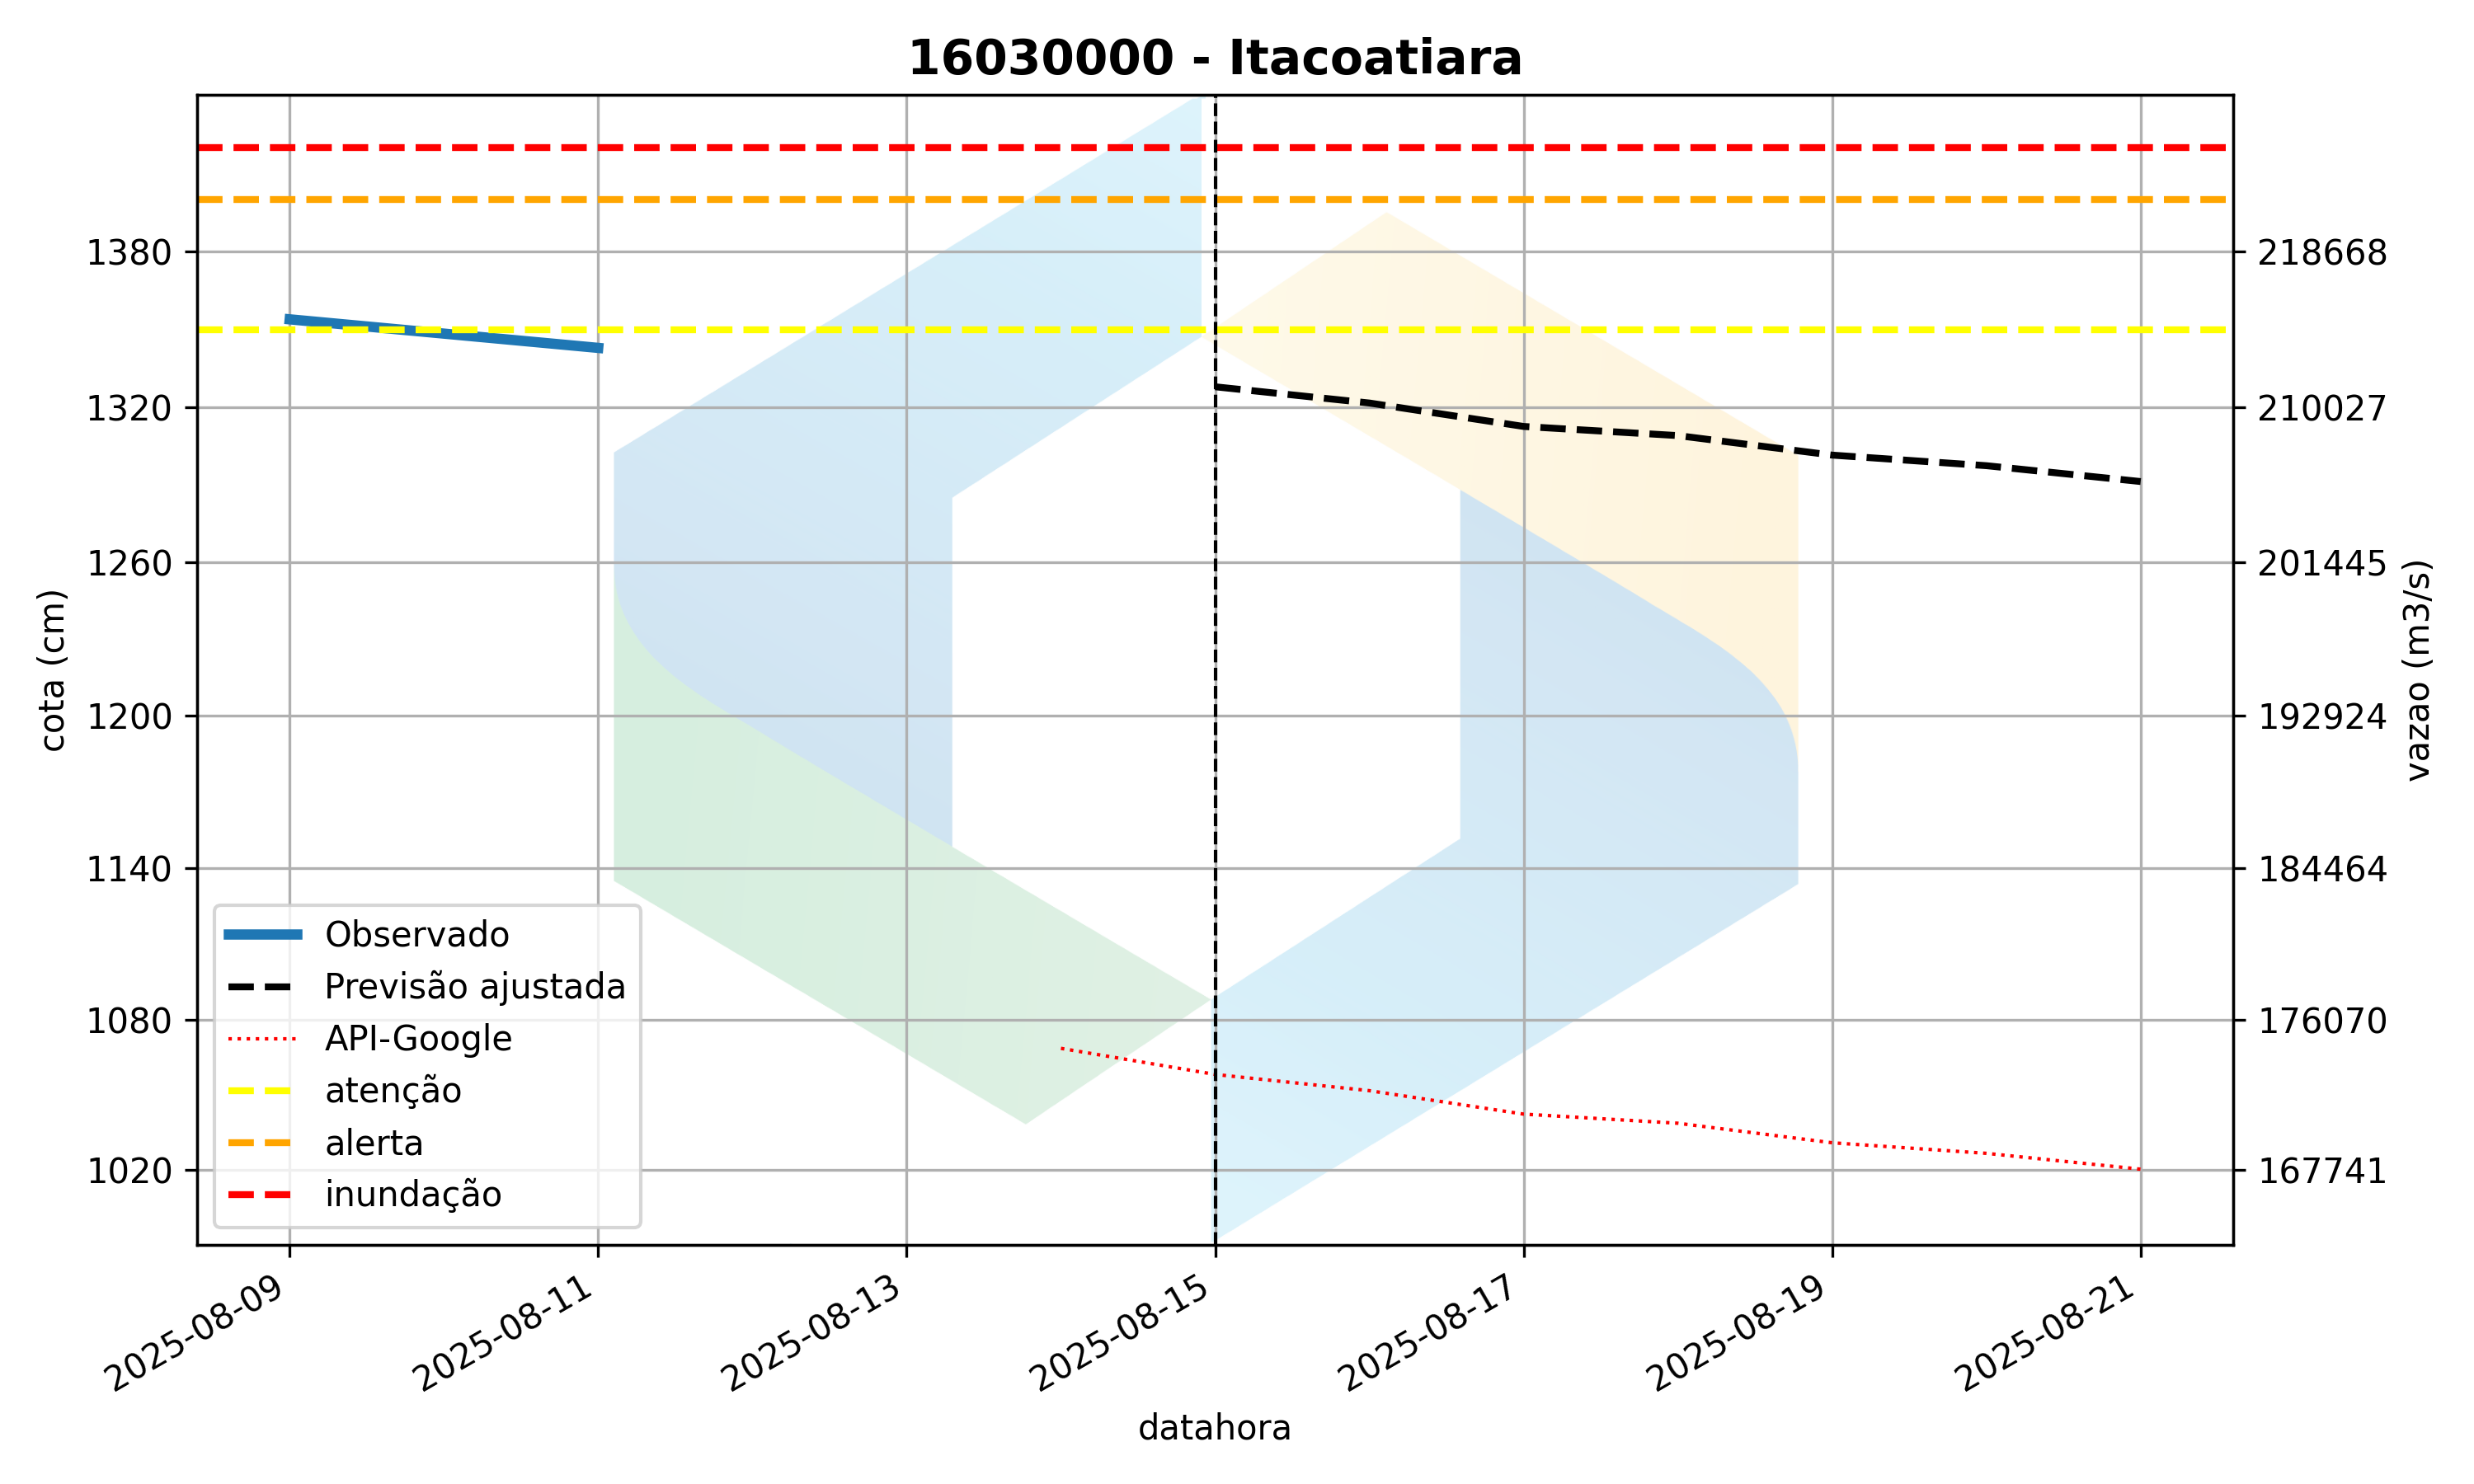 16030000 - Itacoatiara
1380
1320
1260
1200
1140
1080
1020
cota (cm)
218668
210027
201445
192924
184464
176070
167741
vazao (m3/s)
Observado
Previsão ajustada
API-Google
atenção
alerta
inundação
2025-08-09
2025-08-11
2025-08-13
2025-08-15
2025-08-17
2025-08-19
2025-08-21
datahora